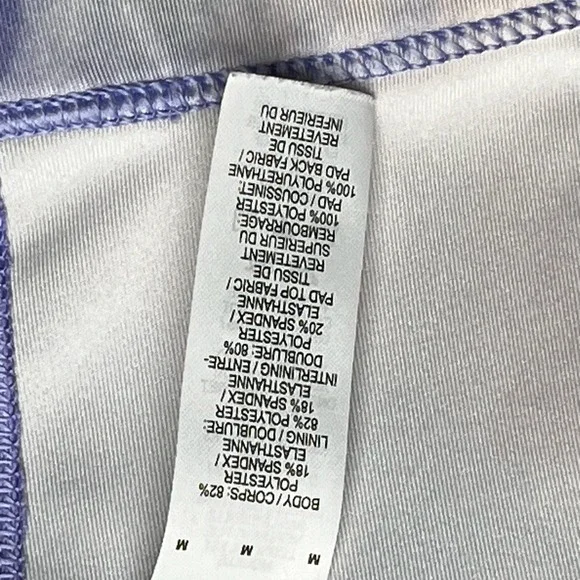 M M M
BODY / CORPS: 82%
POLYESTER
18% SPANDEX /
ELASTHANNE
LINING / DOUBLURE:
82% POLYESTER
18% SPANDEX /
ELASTHANNE
INTERLINING / ENTRE-
DOUBLURE: 80%
POLYESTER
20% SPANDEX /
ELASTHANNE
PAD TOP FABRIC /
TISSU DE
REVETEMENT
SUPERIEUR DU
REMBOURRAGE:
100% POLYESTER
PAD / COUSSINET:
100% POLYURETHANE
PAD BACK FABRIC /
TISSU DE
REVETEMENT
INFERIEUR DU